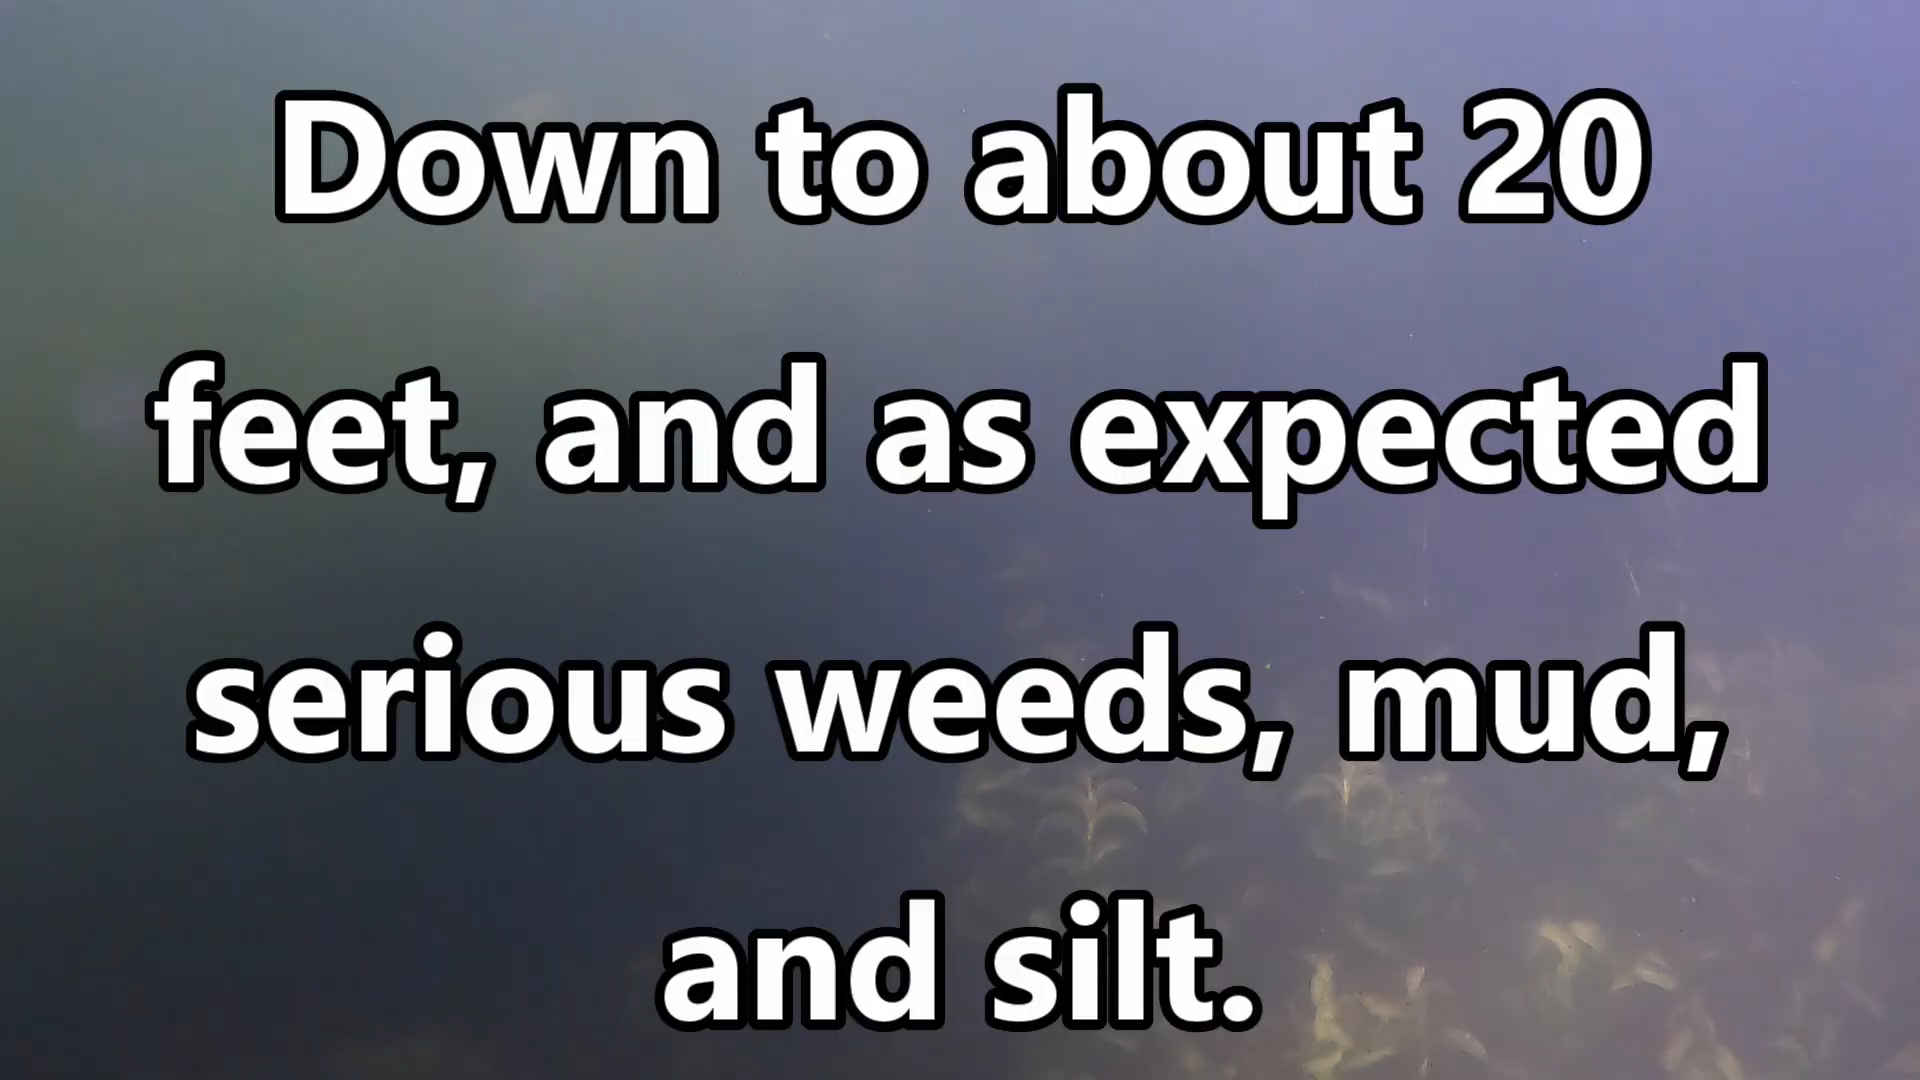 Down to about 20
feet, and as expected
serious weeds, mud,
and silt.